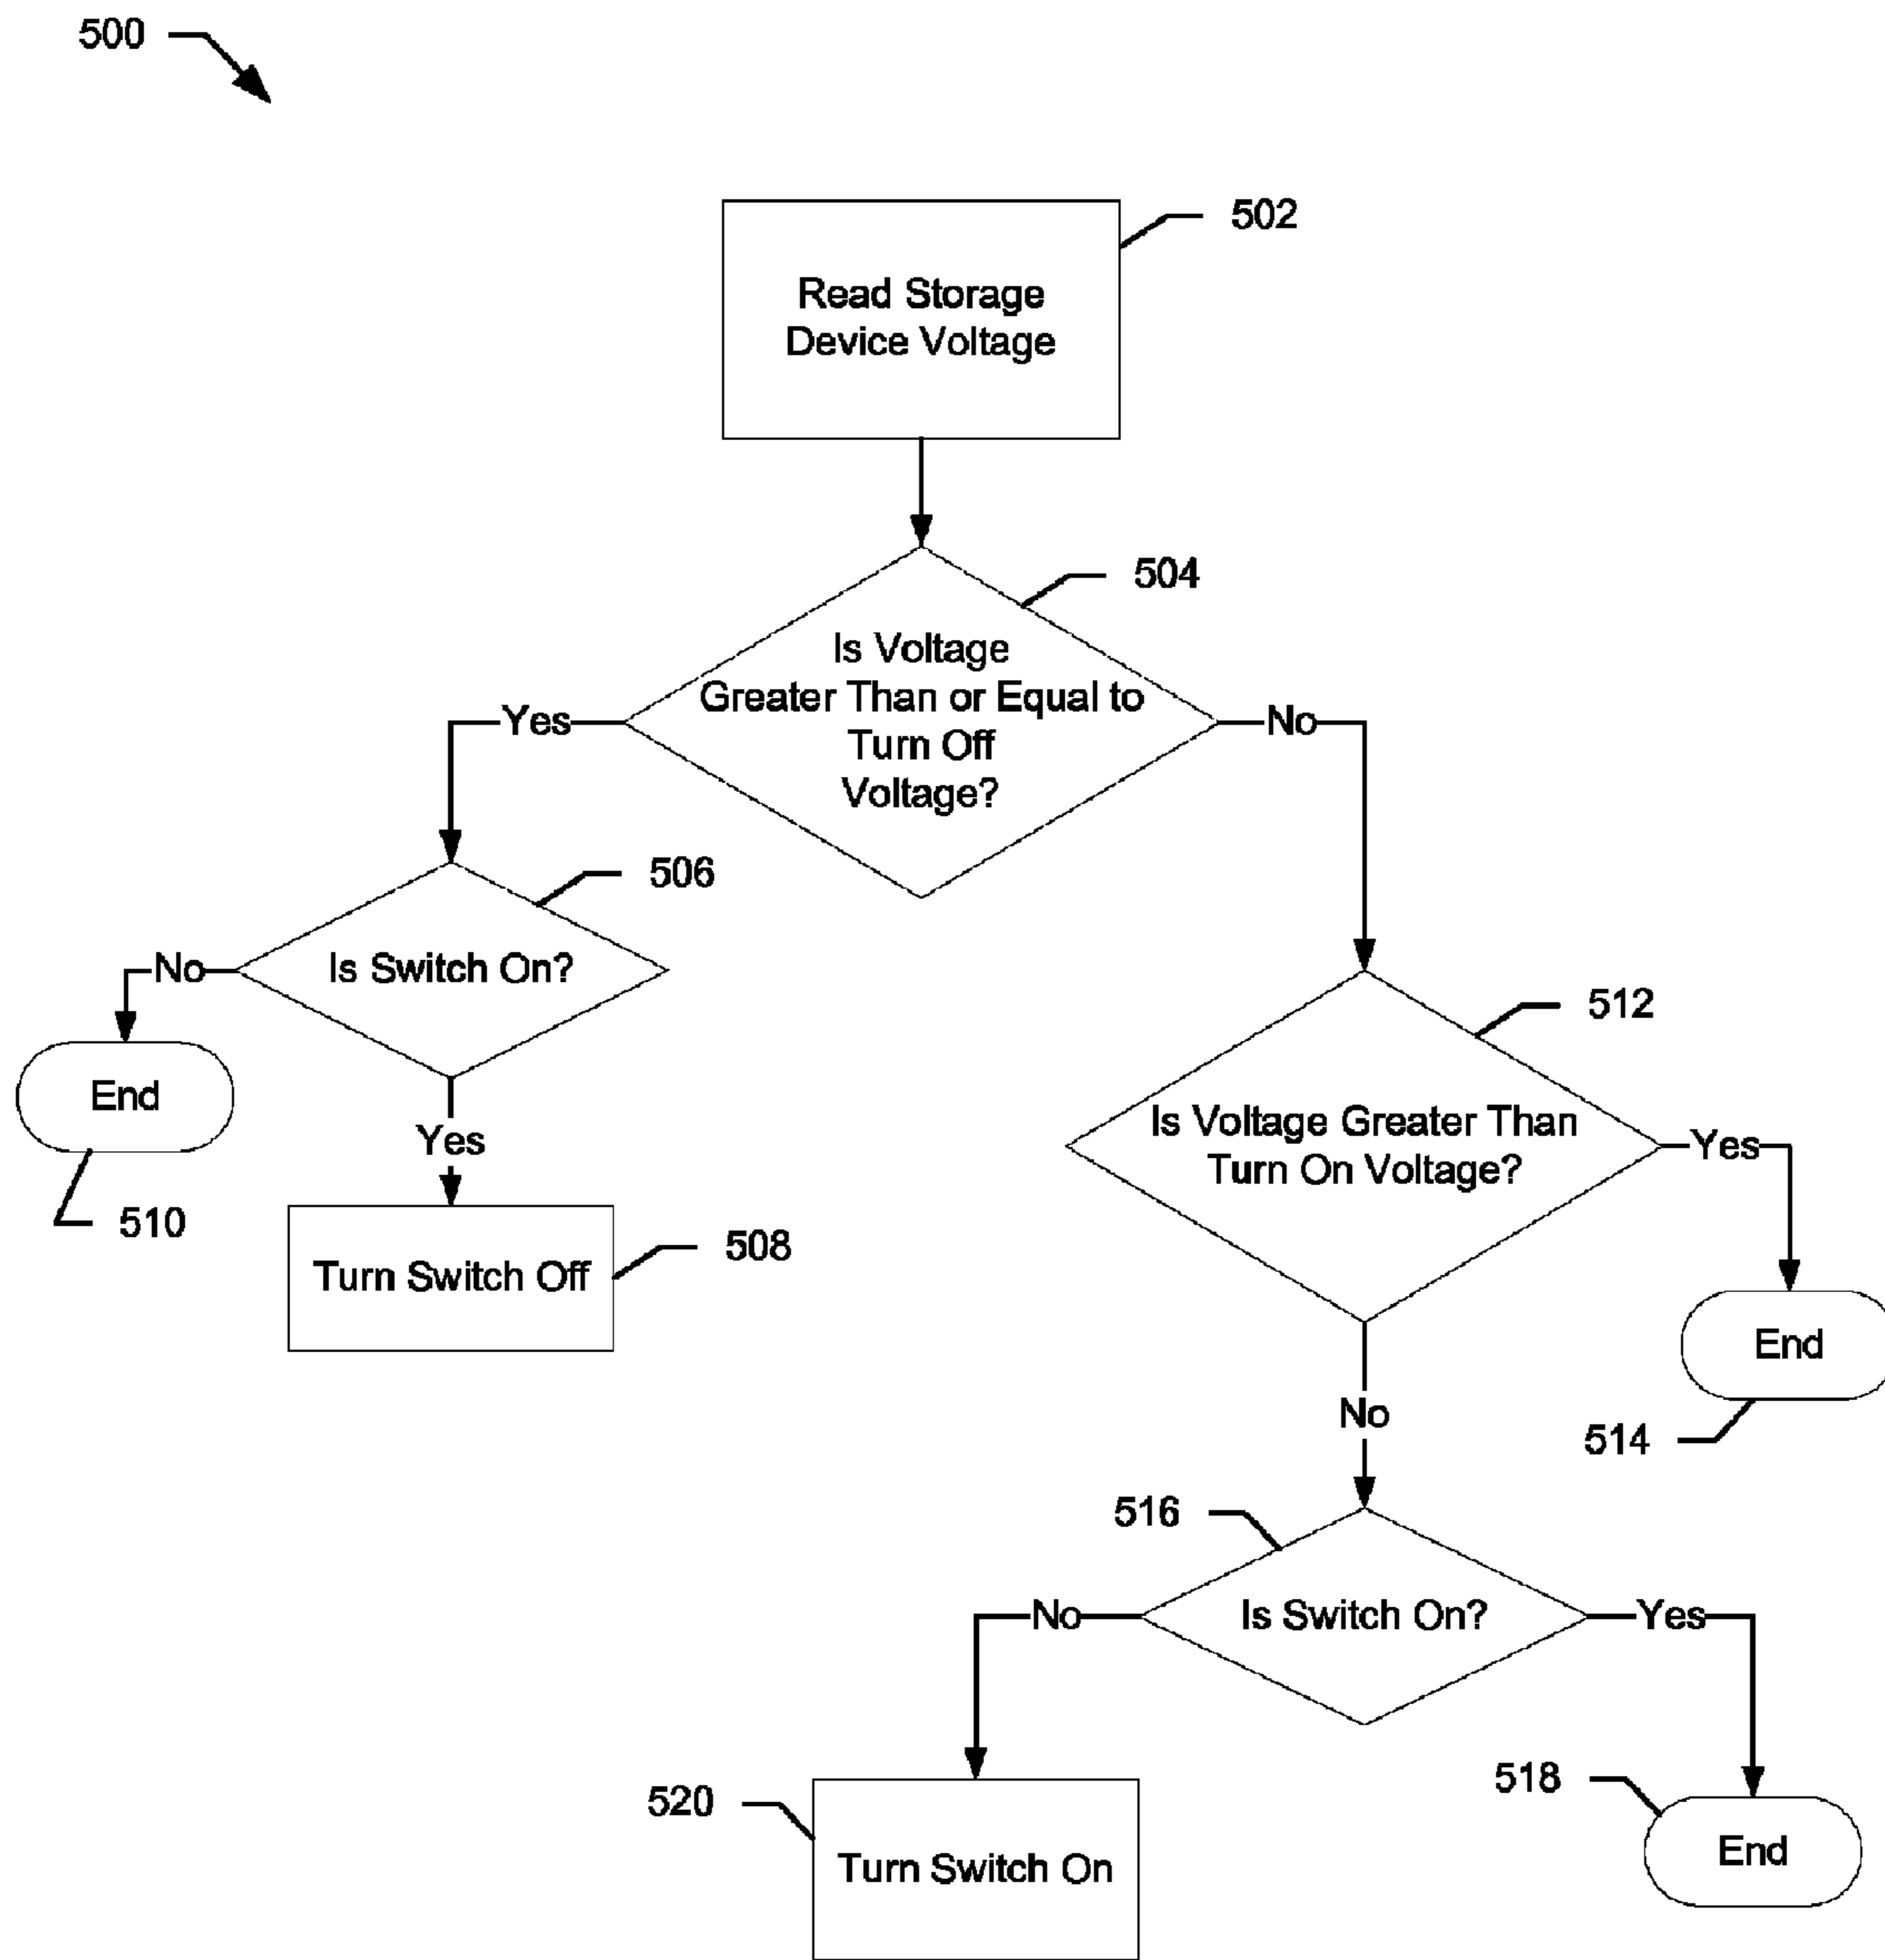 500
502
Read Storage
Device Voltage
504
Is Voltage
Greater Than or Equal to
Turn Off
Voltage?
Yes
No
506
Is Switch On?
No
End
510
Yes
508
Turn Switch Off
512
Is Voltage Greater Than
Turn On Voltage?
Yes
End
514
No
516
Is Switch On?
No
Yes
520
Turn Switch On
518
End